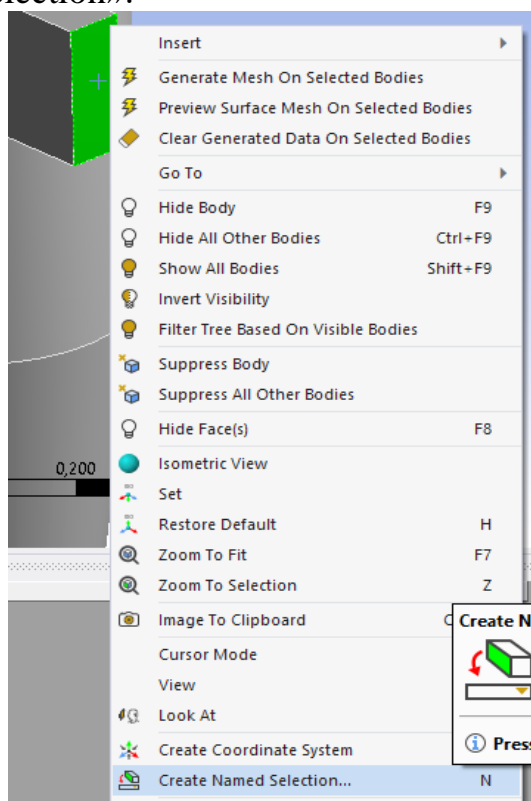 Insert
Generate Mesh On Selected Bodies
Preview Surface Mesh On Selected Bodies
Clear Generated Data On Selected Bodies
Go To
Hide Body F9
Hide All Other Bodies Ctrl+F9
Show All Bodies Shift+F9
Invert Visibility
Filter Tree Based On Visible Bodies
Suppress Body
Suppress All Other Bodies
Hide Face(s) F8
0,200
Isometric View
Set
Restore Default H
Zoom To Fit F7
Zoom To Selection Z
Image To Clipboard C
Create N
Cursor Mode
View
Look At
Create Coordinate System
Press
Create Named Selection... N